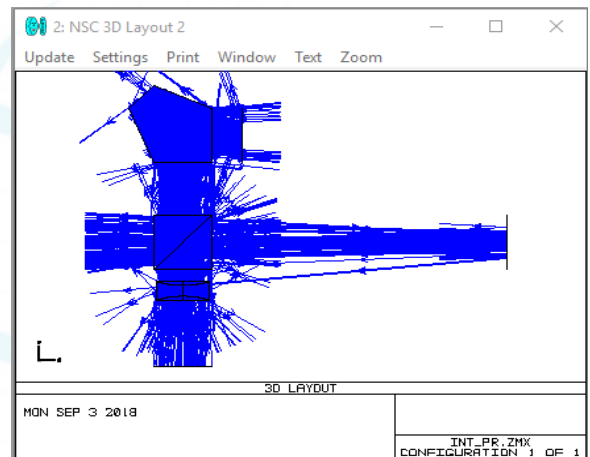 2: NSC 3D Layout 2
Update Settings Print Window Text Zoom
3D LAYOUT
MON SEP 3 2018
INT_PR.ZMX
CONFIGURATION 1 OF 1